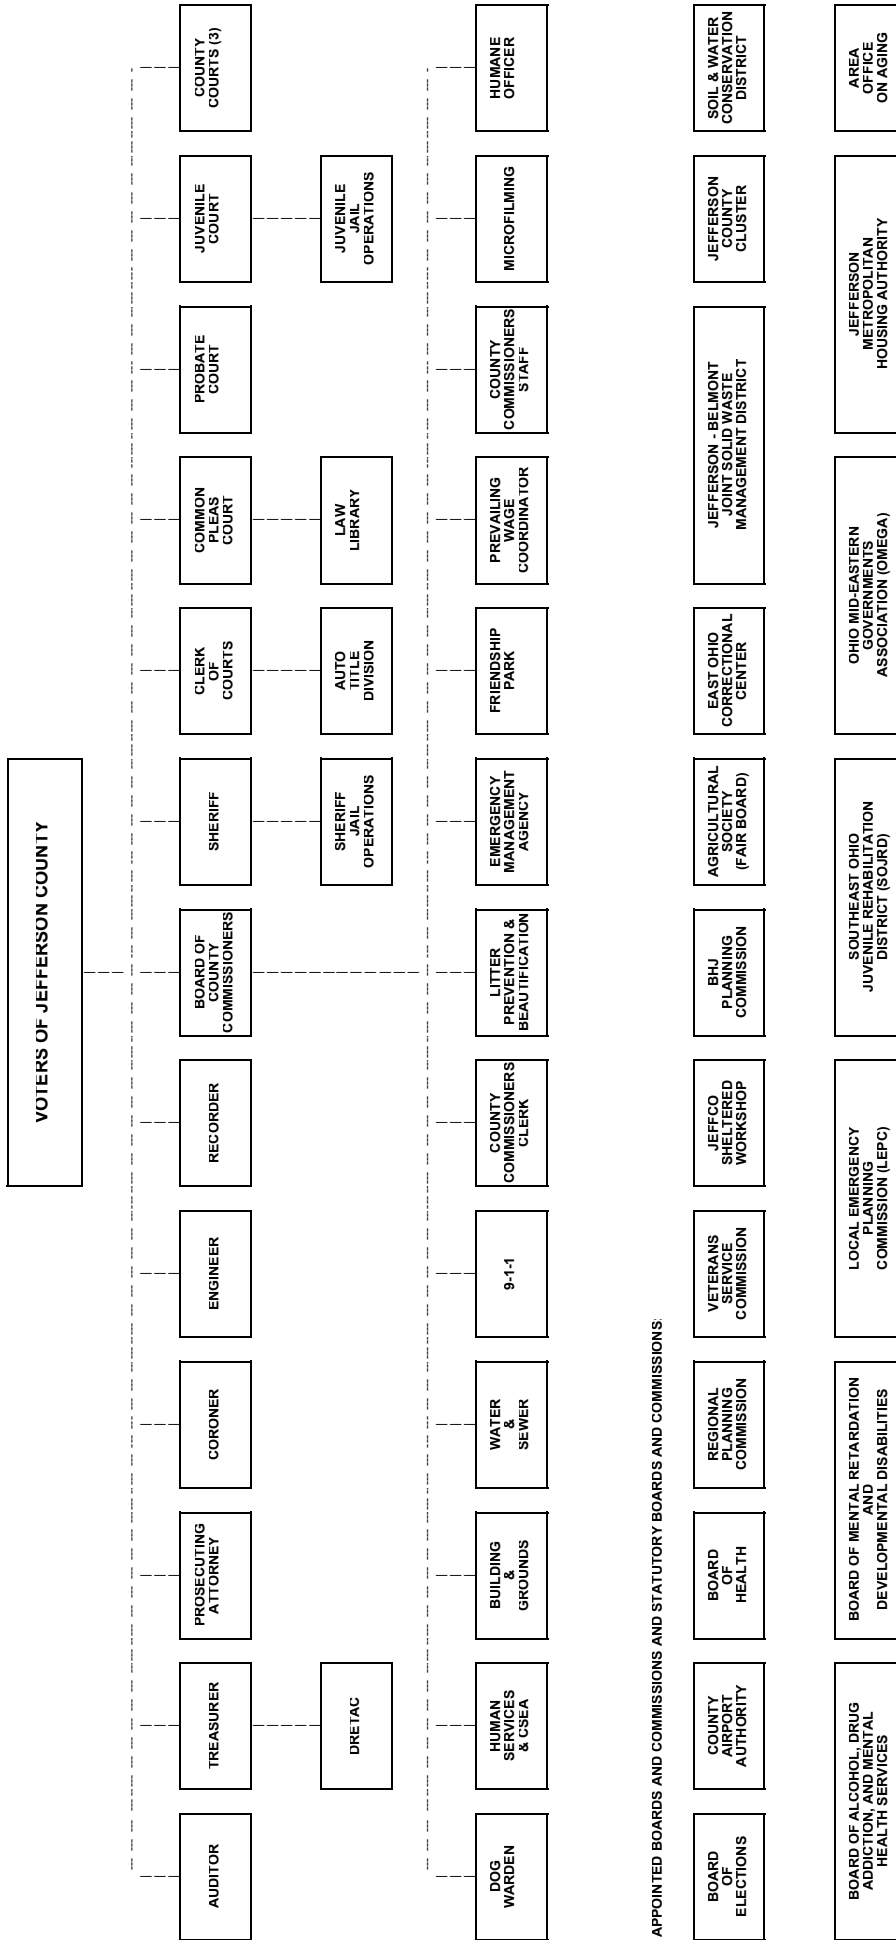 VOTERS OF JEFFERSON COUNTY
AUDITOR
TREASURER
PROSECUTING
ATTORNEY
CORONER
ENGINEER
RECORDER
BOARD OF
COUNTY
COMMISSIONERS
SHERIFF
CLERK
OF
COURTS
COMMON
PLEAS
COURT
PROBATE
COURT
JUVENILE
COURT
COUNTY
COURTS (3)
DRETAC
SHERIFF
JAIL
OPERATIONS
AUTO
TITLE
DIVISION
LAW
LIBRARY
JUVENILE
JAIL
OPERATIONS
DOG
WARDEN
HUMAN
SERVICES
& CSEA
BUILDING
&
GROUNDS
WATER
&
SEWER
9-1-1
COUNTY
COMMISSIONERS
CLERK
LITTER
PREVENTION &
BEAUTIFICATION
EMERGENCY
MANAGEMENT
AGENCY
FRIENDSHIP
PARK
PREVAILING
WAGE
COORDINATOR
COUNTY
COMMISSIONERS
STAFF
MICROFILMING
HUMANE
OFFICER
APPOINTED BOARDS AND COMMISSIONS AND STATUTORY BOARDS AND COMMISSIONS:
BOARD
OF
ELECTIONS
COUNTY
AIRPORT
AUTHORITY
BOARD
OF
HEALTH
REGIONAL
PLANNING
COMMISSION
VETERANS
SERVICE
COMMISSION
JEFFCO
SHELTERED
WORKSHOP
BHJ
PLANNING
COMMISSION
AGRICULTURAL
SOCIETY
(FAIR BOARD)
EAST OHIO
CORRECTIONAL
CENTER
JEFFERSON - BELMONT
JOINT SOLID WASTE
MANAGEMENT DISTRICT
JEFFERSON
COUNTY
CLUSTER
SOIL & WATER
CONSERVATION
DISTRICT
BOARD OF ALCOHOL, DRUG
ADDICTION, AND MENTAL
HEALTH SERVICES
BOARD OF MENTAL RETARDATION
AND
DEVELOPMENTAL DISABILITIES
LOCAL EMERGENCY
PLANNING
COMMISSION (LEPC)
SOUTHEAST OHIO
JUVENILE REHABILITATION
DISTRICT (SOJRD)
OHIO MID-EASTERN
GOVERNMENTS
ASSOCIATION (OMEGA)
JEFFERSON
METROPOLITAN
HOUSING AUTHORITY
AREA
OFFICE
ON AGING